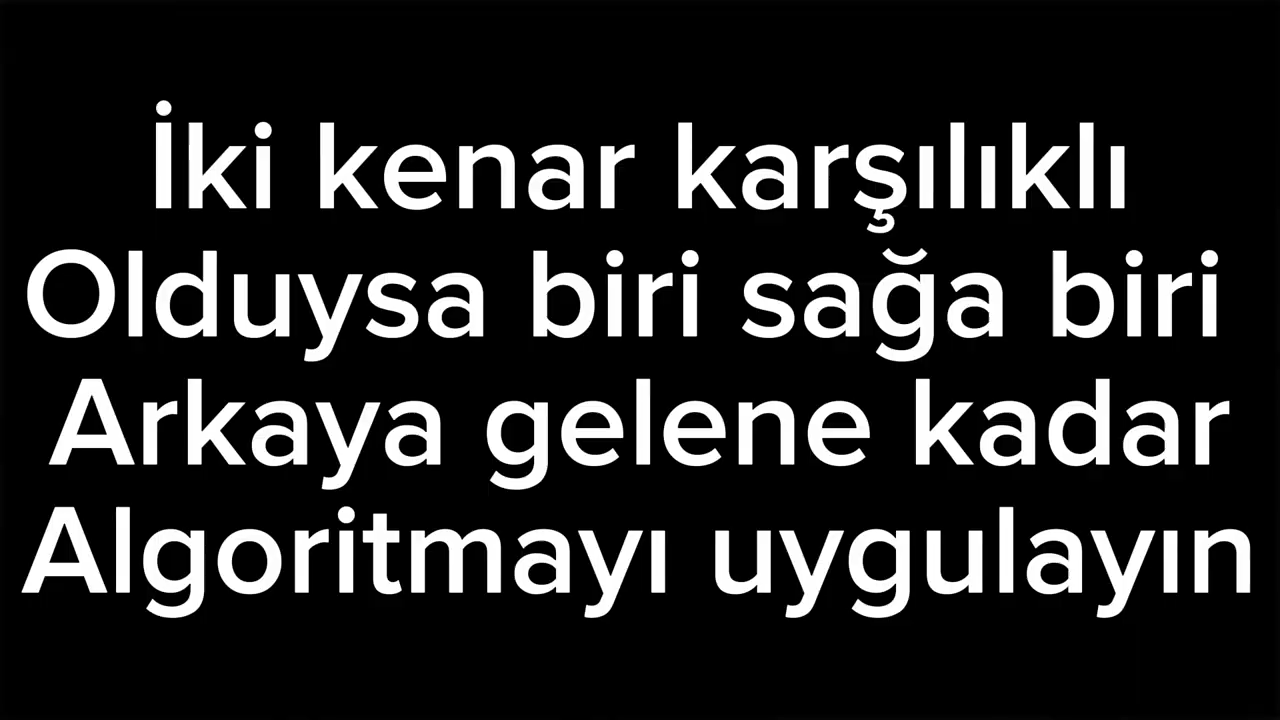 İki kenar karşılıklı
Olduysa biri sağa biri
Arkaya gelene kadar
Algoritmayı uygulayın